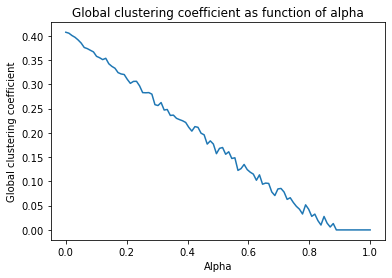 Global clustering coefficient as function of alpha
Global clustering coefficient
0.40
0.35
0.30
0.25
0.20
0.15
0.10
0.05
0.00
0.0 0.2 0.4 0.6 0.8 1.0
Alpha